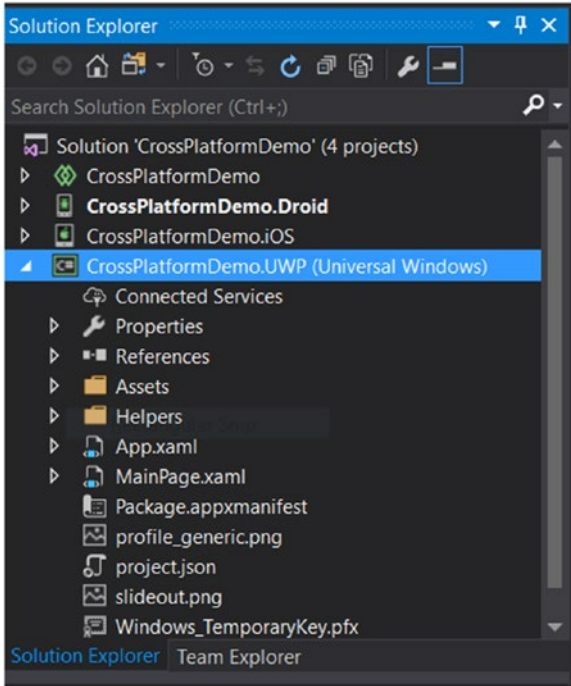 Solution Explorer
Search Solution Explorer (Ctrl+;)
Solution 'CrossPlatformDemo' (4 projects)
CrossPlatformDemo
CrossPlatformDemo.Droid
CrossPlatformDemo.iOS
C# CrossPlatformDemo.UWP (Universal Windows)
Connected Services
Properties
References
Assets
Helpers
App.xaml
MainPage.xaml
Package.appxmanifest
profile_generic.png
project.json
slideout.png
Windows_TemporaryKey.pfx
Solution Explorer Team Explorer